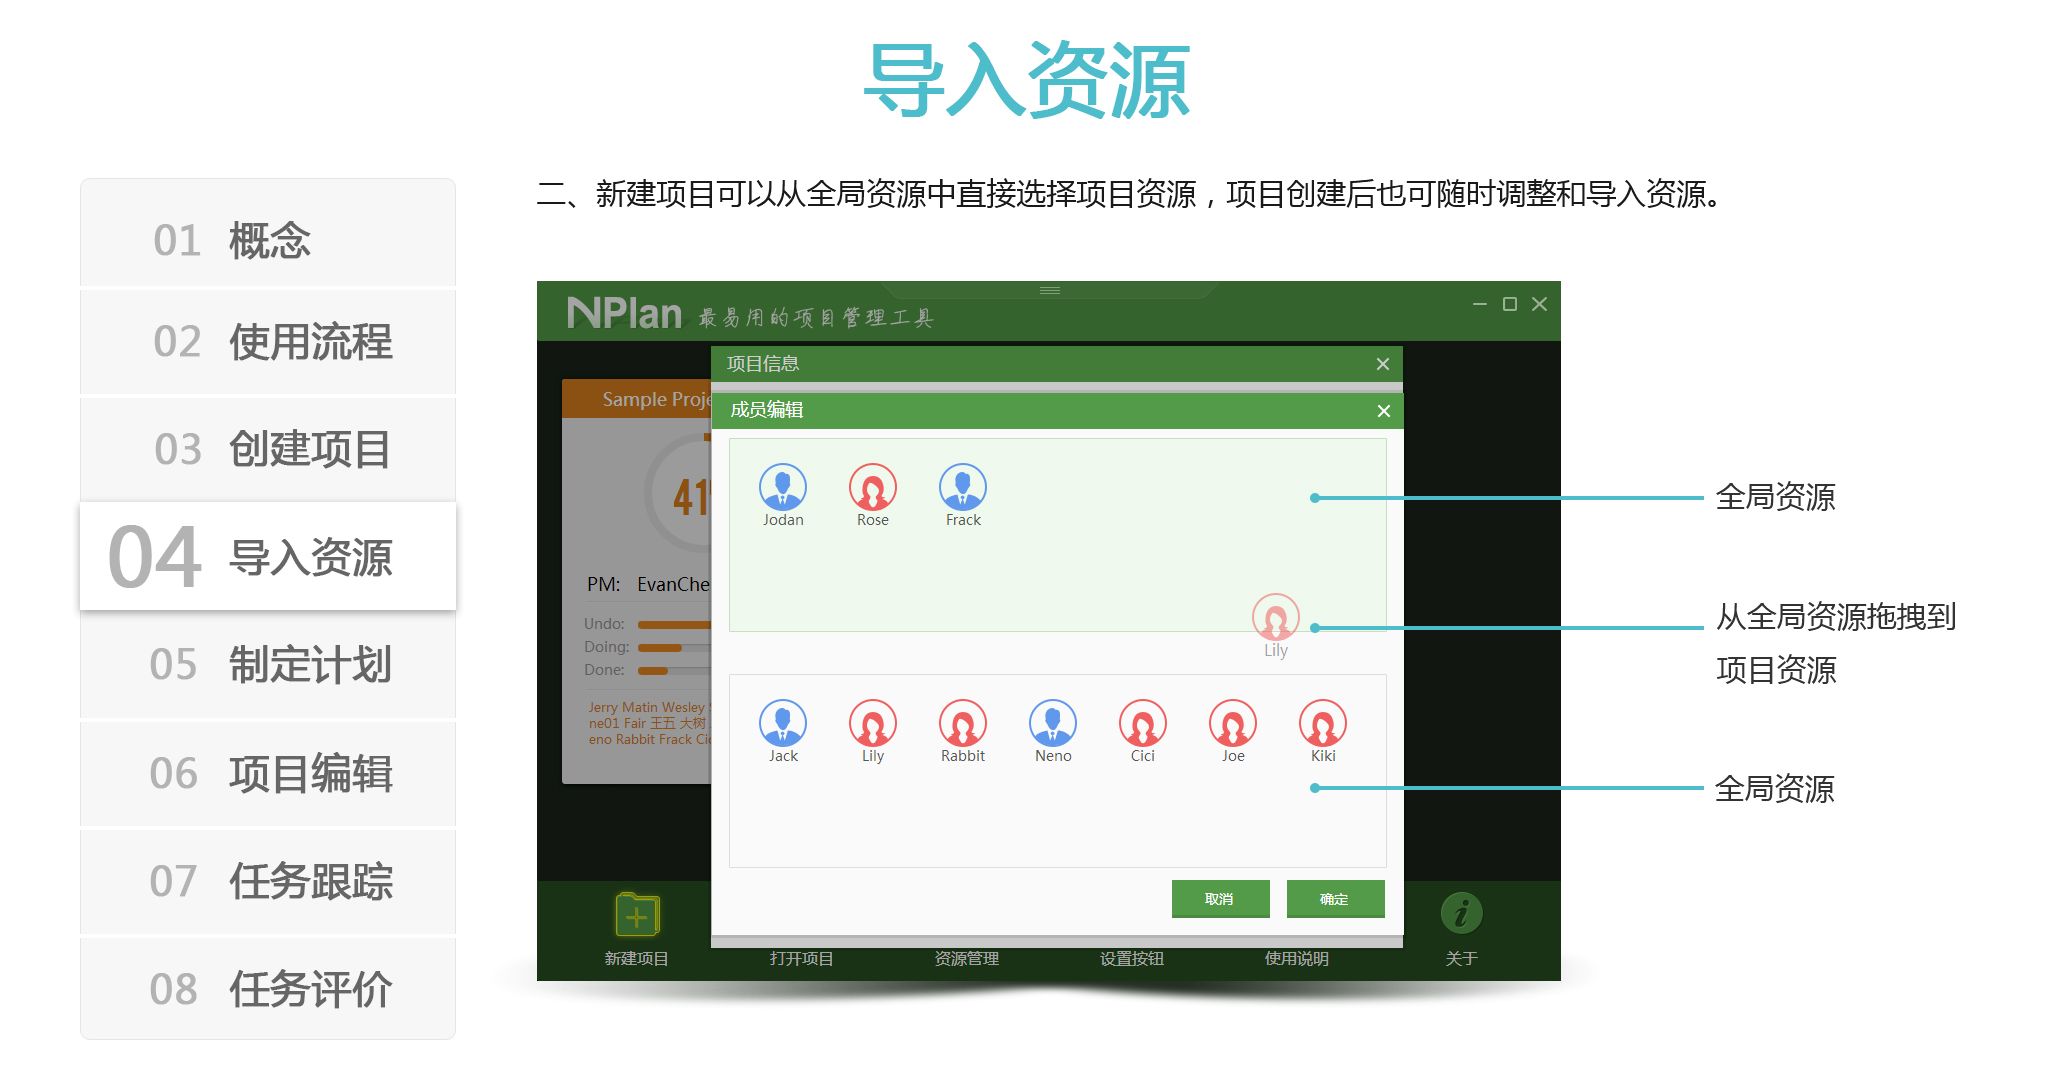 导入资源
二、新建项目可以从全局资源中直接选择项目资源，项目创建后也可随时调整和导入资源。
01 概念
02 使用流程
03 创建项目
04 导入资源
05 制定计划
06 项目编辑
07 任务跟踪
08 任务评价
NPlan 最易用的项目管理工具
项目信息
成员编辑
Sample Proje
41
PM: EvanChe
Undo:
Doing:
Done:
Jerry Matin Wesley
ne01 Fair 王五 大树
eno Rabbit Frack Cic
Jodan Rose Frack
Lily
Jack Lily Rabbit Neno Cici Joe Kiki
取消 确定
新建项目 打开项目 资源管理 设置按钮 使用说明 关于
全局资源
从全局资源拖拽到
项目资源
全局资源